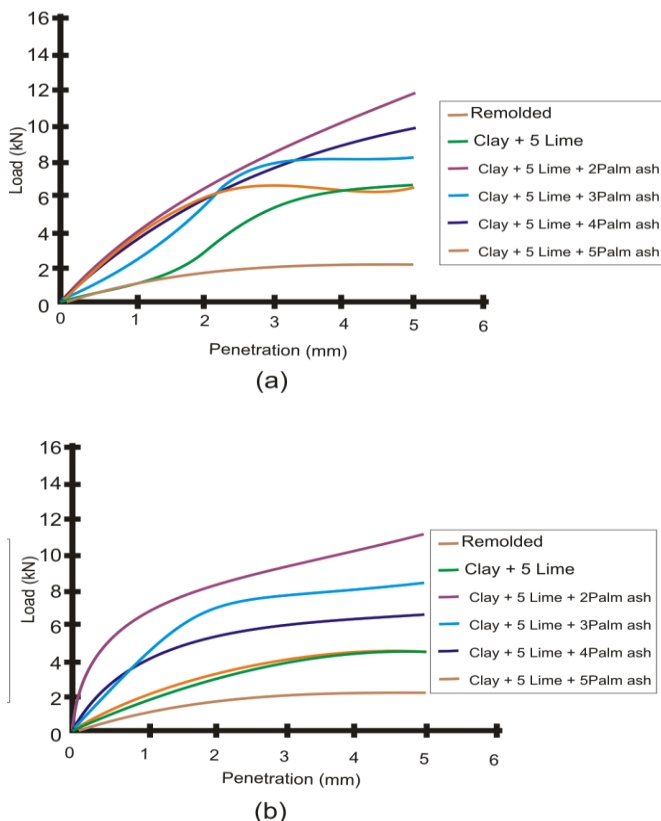 16
14
12
10
8
6
4
2
0
Load (kN)
0 1 2 3 4 5 6
Penetration (mm)
Remolded
Clay + 5 Lime
Clay + 5 Lime + 2Palm ash
Clay + 5 Lime + 3Palm ash
Clay + 5 Lime + 4Palm ash
Clay + 5 Lime + 5Palm ash
(a)
16
14
12
10
8
6
4
2
0
Load (kN)
0 1 2 3 4 5 6
Penetration (mm)
Remolded
Clay + 5 Lime
Clay + 5 Lime + 2Palm ash
Clay + 5 Lime + 3Palm ash
Clay + 5 Lime + 4Palm ash
Clay + 5 Lime + 5Palm ash
(b)